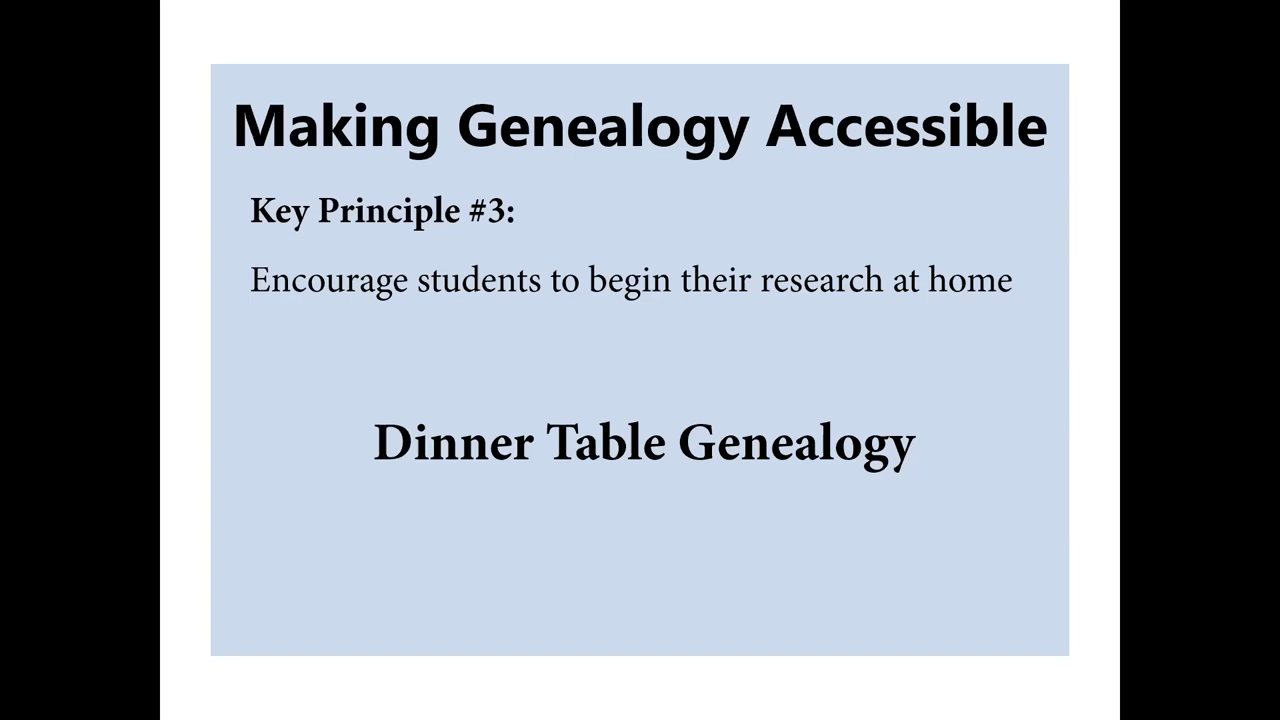 Making Genealogy Accessible
Key Principle #3:
Encourage students to begin their research at home
Dinner Table Genealogy